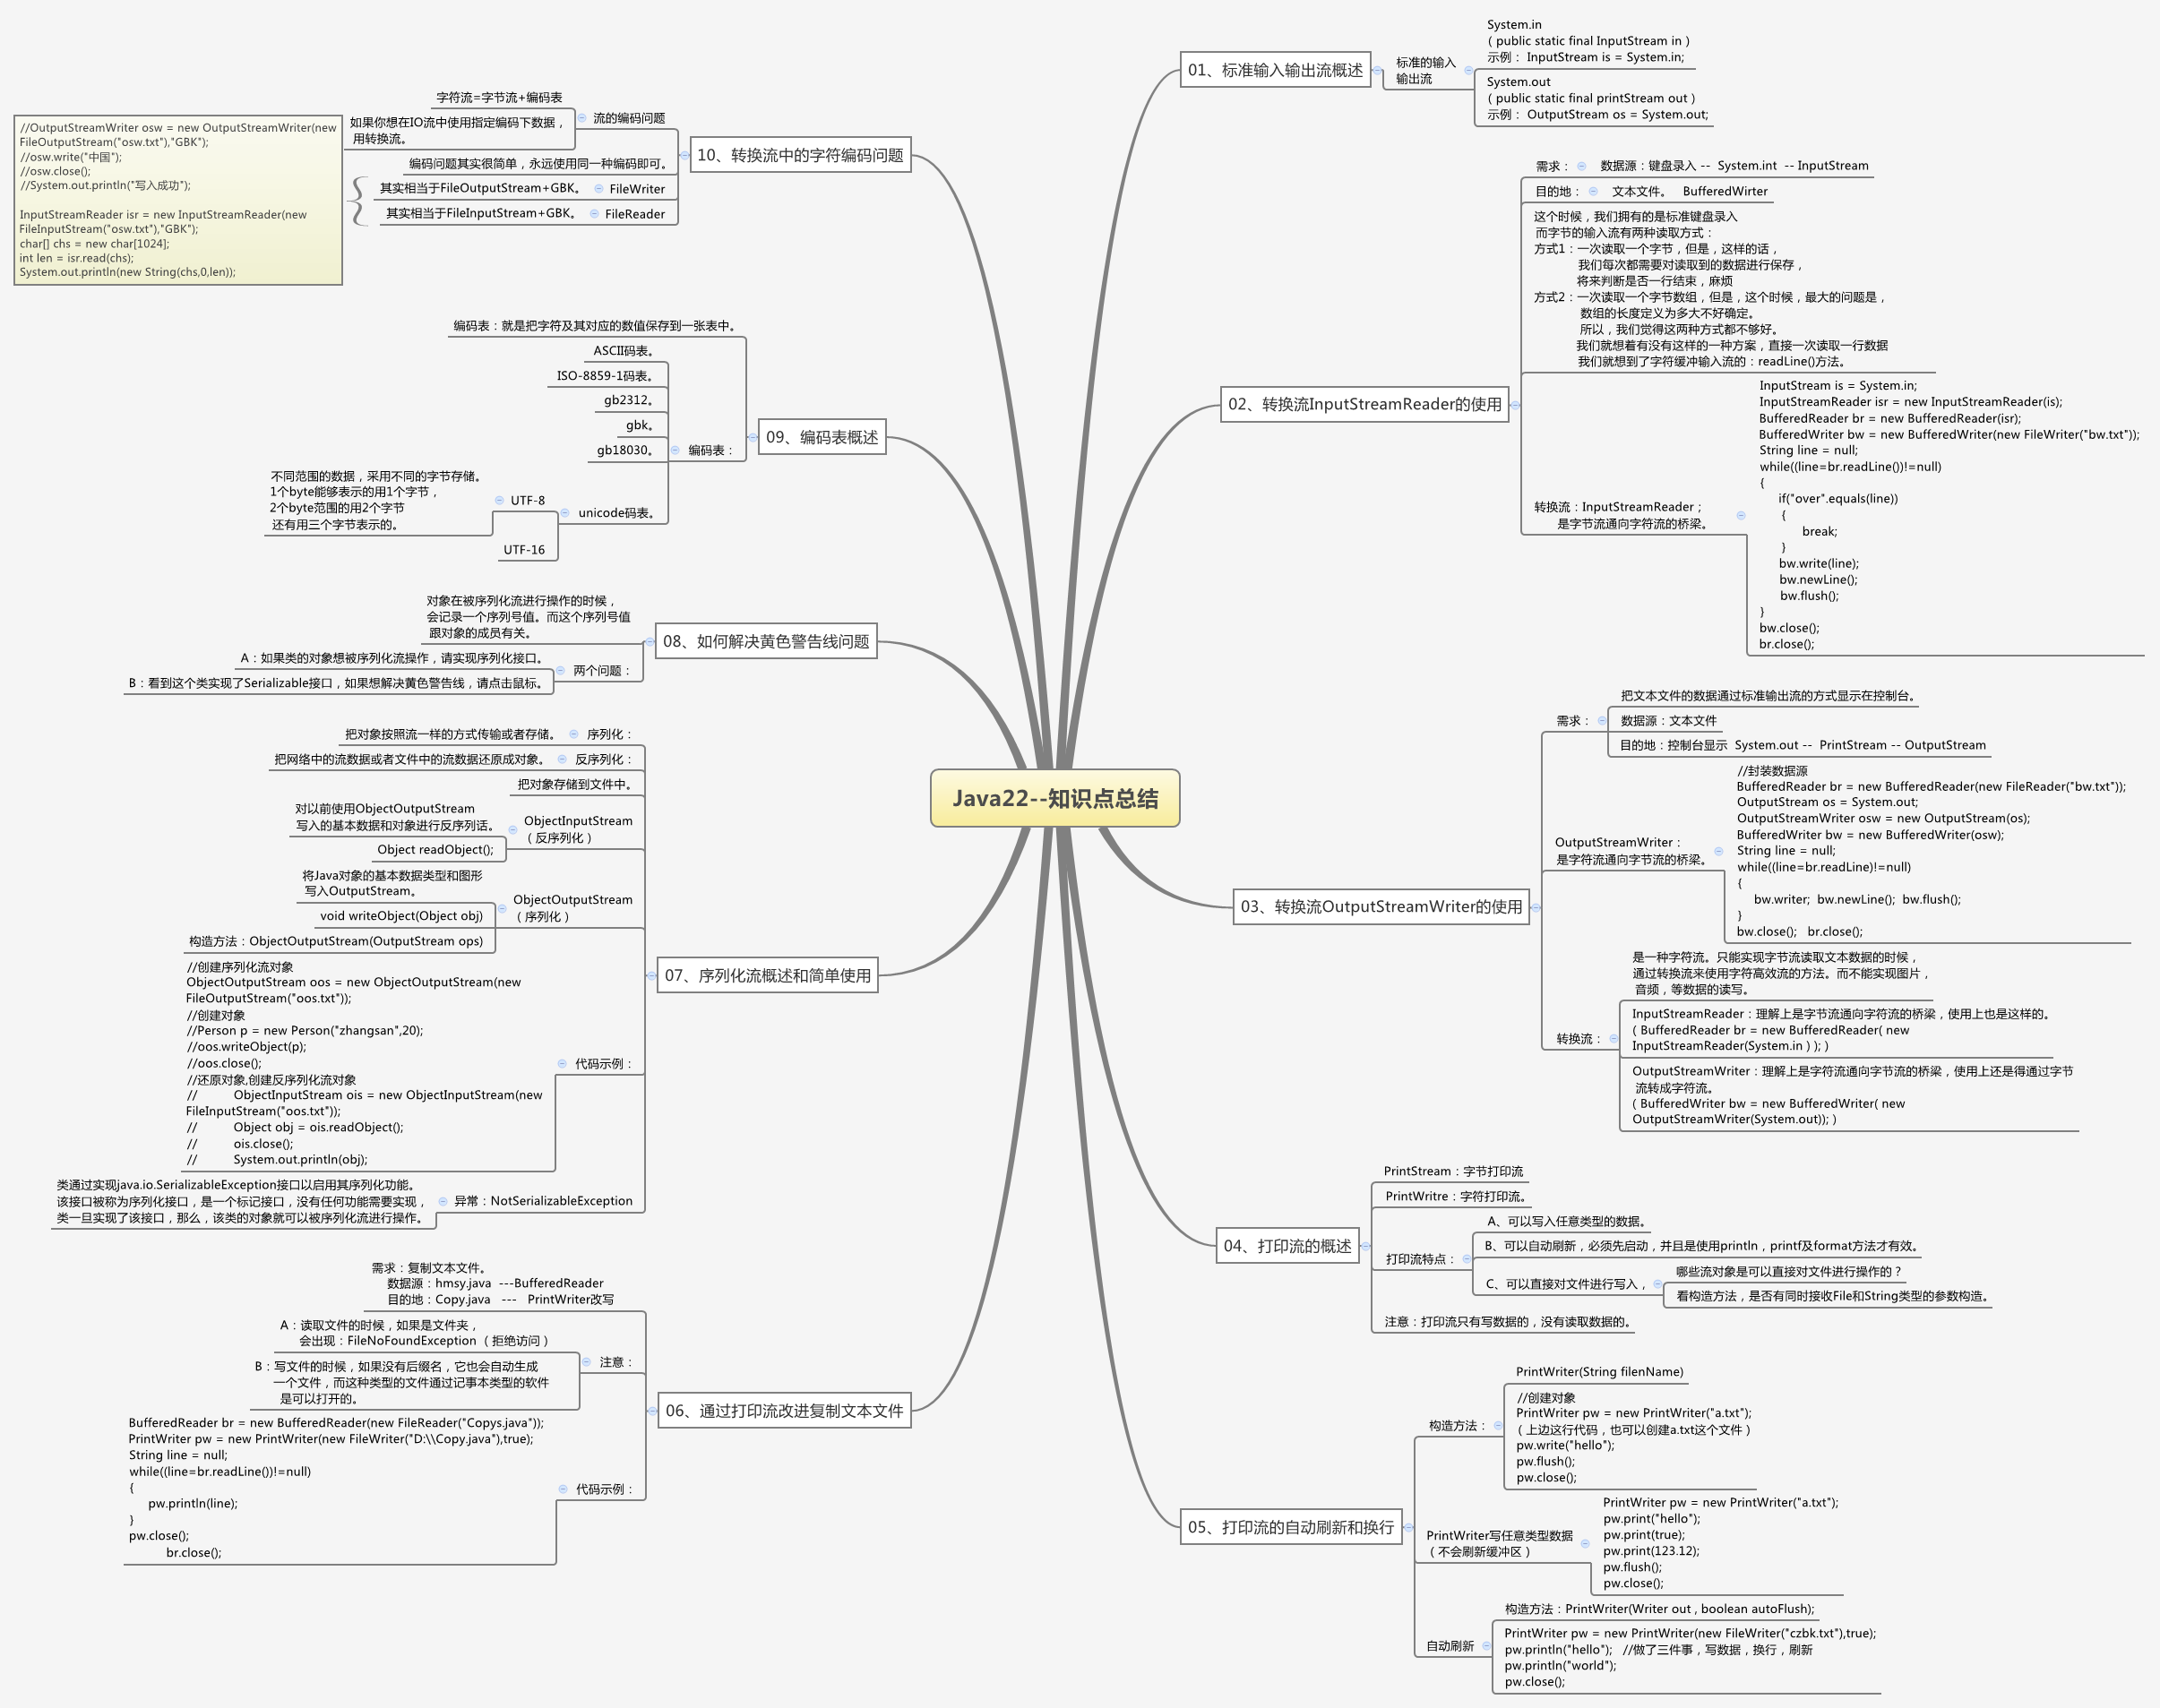 Java22--知识点总结
01、标准输入输出流概述
标准的输入
输出流
System.in
( public static final InputStream in )
示例： InputStream is = System.in;
System.out
( public static final printStream out )
示例： OutputStream os = System.out;
02、转换流InputStreamReader的使用
需求：
数据源：键盘录入 --  System.int  -- InputStream
目的地：
文本文件。   BufferedWirter
这个时候，我们拥有的是标准键盘录入
而字节的输入流有两种读取方式：
方式1：一次读取一个字节，但是，这样的话，
我们每次都需要对读取到的数据进行保存，
将来判断是否一行结束，麻烦
方式2：一次读取一个字节数组，但是，这个时候，最大的问题是，
数组的长度定义为多大不好确定。
所以，我们觉得这两种方式都不够好。
我们就想着有没有这样的一种方案，直接一次读取一行数据
我们就想到了字符缓冲输入流的：readLine()方法。
转换流：InputStreamReader；
是字节流通向字符流的桥梁。
InputStream is = System.in;
InputStreamReader isr = new InputStreamReader(is);
BufferedReader br = new BufferedReader(isr);
BufferedWriter bw = new BufferedWriter(new FileWriter("bw.txt"));
String line = null;
while((line=br.readLine())!=null)
{
if("over".equals(line))
{
break;
}
bw.write(line);
bw.newLine();
bw.flush();
}
bw.close();
br.close();
03、转换流OutputStreamWriter的使用
需求：
把文本文件的数据通过标准输出流的方式显示在控制台。
数据源：文本文件
目的地：控制台显示  System.out --  PrintStream -- OutputStream
OutputStreamWriter：
是字符流通向字节流的桥梁。
//封装数据源
BufferedReader br = new BufferedReader(new FileReader("bw.txt"));
OutputStream os = System.out;
OutputStreamWriter osw = new OutputStream(os);
BufferedWriter bw = new BufferedWriter(osw);
String line = null;
while((line=br.readLine)!=null)
{
bw.writer;  bw.newLine();  bw.flush();
}
bw.close();   br.close();
转换流：
是一种字符流。只能实现字节流读取文本数据的时候，
通过转换流来使用字符高效流的方法。而不能实现图片，
音频，等数据的读写。
InputStreamReader：理解上是字节流通向字符流的桥梁，使用上也是这样的。
( BufferedReader br = new BufferedReader( new
InputStreamReader(System.in ) ); )
OutputStreamWriter：理解上是字符流通向字节流的桥梁，使用上还是得通过字节
流转成字符流。
( BufferedWriter bw = new BufferedWriter( new
OutputStreamWriter(System.out)); )
04、打印流的概述
PrintStream：字节打印流
PrintWritre：字符打印流。
打印流特点：
A、可以写入任意类型的数据。
B、可以自动刷新，必须先启动，并且是使用println，printf及format方法才有效。
C、可以直接对文件进行写入，
哪些流对象是可以直接对文件进行操作的？
看构造方法，是否有同时接收File和String类型的参数构造。
注意：打印流只有写数据的，没有读取数据的。
05、打印流的自动刷新和换行
构造方法：
PrintWriter(String filenName)
//创建对象
PrintWriter pw = new PrintWriter("a.txt");
（上边这行代码，也可以创建a.txt这个文件）
pw.write("hello");
pw.flush();
pw.close();
PrintWriter写任意类型数据
（不会刷新缓冲区）
PrintWriter pw = new PrintWriter("a.txt");
pw.print("hello");
pw.print(true);
pw.print(123.12);
pw.flush();
pw.close();
自动刷新
构造方法：PrintWriter(Writer out , boolean autoFlush);
PrintWriter pw = new PrintWriter(new FileWriter("czbk.txt"),true);
pw.println("hello");   //做了三件事，写数据，换行，刷新
pw.println("world");
pw.close();
06、通过打印流改进复制文本文件
需求：复制文本文件。
数据源：hmsy.java  ---BufferedReader
目的地：Copy.java   ---   PrintWriter改写
注意：
A：读取文件的时候，如果是文件夹，
会出现：FileNoFoundException （拒绝访问）
B：写文件的时候，如果没有后缀名，它也会自动生成
一个文件，而这种类型的文件通过记事本类型的软件
是可以打开的。
代码示例：
BufferedReader br = new BufferedReader(new FileReader("Copys.java"));
PrintWriter pw = new PrintWriter(new FileWriter("D:\\Copy.java"),true);
String line = null;
while((line=br.readLine())!=null)
{
pw.println(line);
}
pw.close();
br.close();
07、序列化流概述和简单使用
序列化：
把对象按照流一样的方式传输或者存储。
反序列化：
把网络中的流数据或者文件中的流数据还原成对象。
把对象存储到文件中。
ObjectInputStream
（反序列化）
对以前使用ObjectOutputStream
写入的基本数据和对象进行反序列话。
Object readObject();
ObjectOutputStream
（序列化）
将Java对象的基本数据类型和图形
写入OutputStream。
void writeObject(Object obj)
构造方法：ObjectOutputStream(OutputStream ops)
代码示例：
//创建序列化流对象
ObjectOutputStream oos = new ObjectOutputStream(new
FileOutputStream("oos.txt"));
//创建对象
//Person p = new Person("zhangsan",20);
//oos.writeObject(p);
//oos.close();
//还原对象,创建反序列化流对象
//          ObjectInputStream ois = new ObjectInputStream(new
FileInputStream("oos.txt"));
//          Object obj = ois.readObject();
//          ois.close();
//          System.out.println(obj);
异常：NotSerializableException
类通过实现java.io.SerializableException接口以启用其序列化功能。
该接口被称为序列化接口，是一个标记接口，没有任何功能需要实现，
类一旦实现了该接口，那么，该类的对象就可以被序列化流进行操作。
08、如何解决黄色警告线问题
对象在被序列化流进行操作的时候，
会记录一个序列号值。而这个序列号值
跟对象的成员有关。
两个问题：
A：如果类的对象想被序列化流操作，请实现序列化接口。
B：看到这个类实现了Serializable接口，如果想解决黄色警告线，请点击鼠标。
09、编码表概述
编码表：就是把字符及其对应的数值保存到一张表中。
编码表：
ASCII码表。
ISO-8859-1码表。
gb2312。
gbk。
gb18030。
unicode码表。
UTF-8
不同范围的数据，采用不同的字节存储。
1个byte能够表示的用1个字节，
2个byte范围的用2个字节
还有用三个字节表示的。
UTF-16
10、转换流中的字符编码问题
流的编码问题
字符流=字节流+编码表
如果你想在IO流中使用指定编码下数据，
用转换流。
编码问题其实很简单，永远使用同一种编码即可。
FileWriter
其实相当于FileOutputStream+GBK。
FileReader
其实相当于FileInputStream+GBK。
//OutputStreamWriter osw = new OutputStreamWriter(new
FileOutputStream("osw.txt"),"GBK");
//osw.write("中国");
//osw.close();
//System.out.println("写入成功");
InputStreamReader isr = new InputStreamReader(new
FileInputStream("osw.txt"),"GBK");
char[] chs = new char[1024];
int len = isr.read(chs);
System.out.println(new String(chs,0,len));